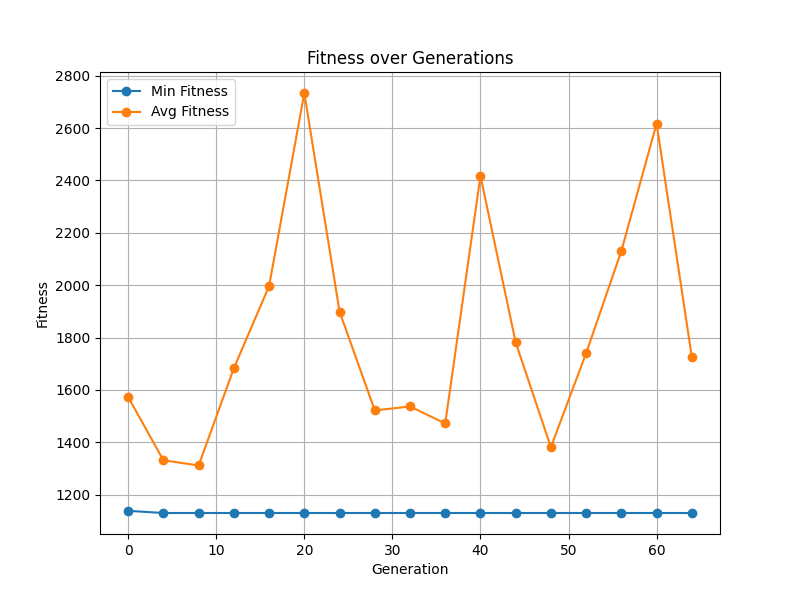 Fitness over Generations
Min Fitness
Avg Fitness
2800
2600
2400
2200
2000
1800
1600
1400
1200
Fitness
0 10 20 30 40 50 60
Generation